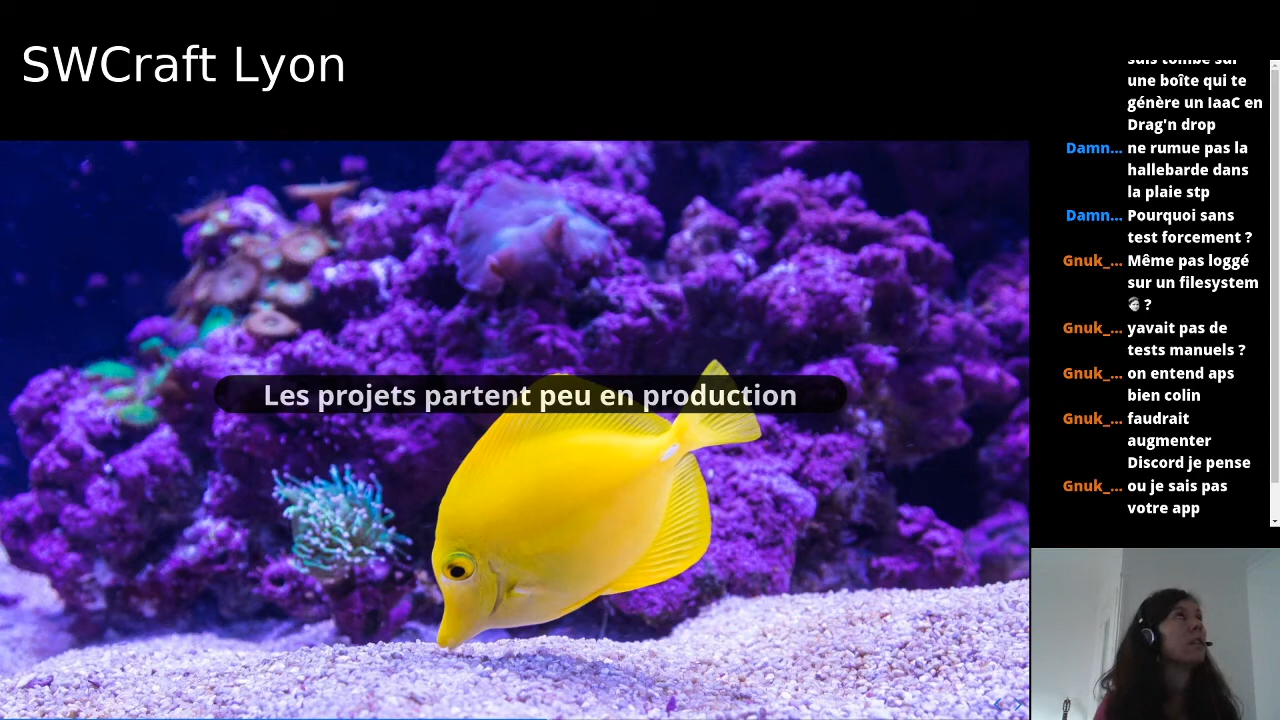 SWCraft Lyon
Les projets partent peu en production
sais tombé sur
une boîte qui te
génère un IaaC en
Drag'n drop
Damn... ne rumue pas la
hallebarde dans
la plaie stp
Damn... Pourquoi sans
test forcement ?
Gnuk_... Même pas loggé
sur un filesystem
?
Gnuk_... yavait pas de
tests manuels ?
Gnuk_... on entend aps
bien colin
Gnuk_... faudrait
augmenter
Discord je pense
Gnuk_... ou je sais pas
votre app